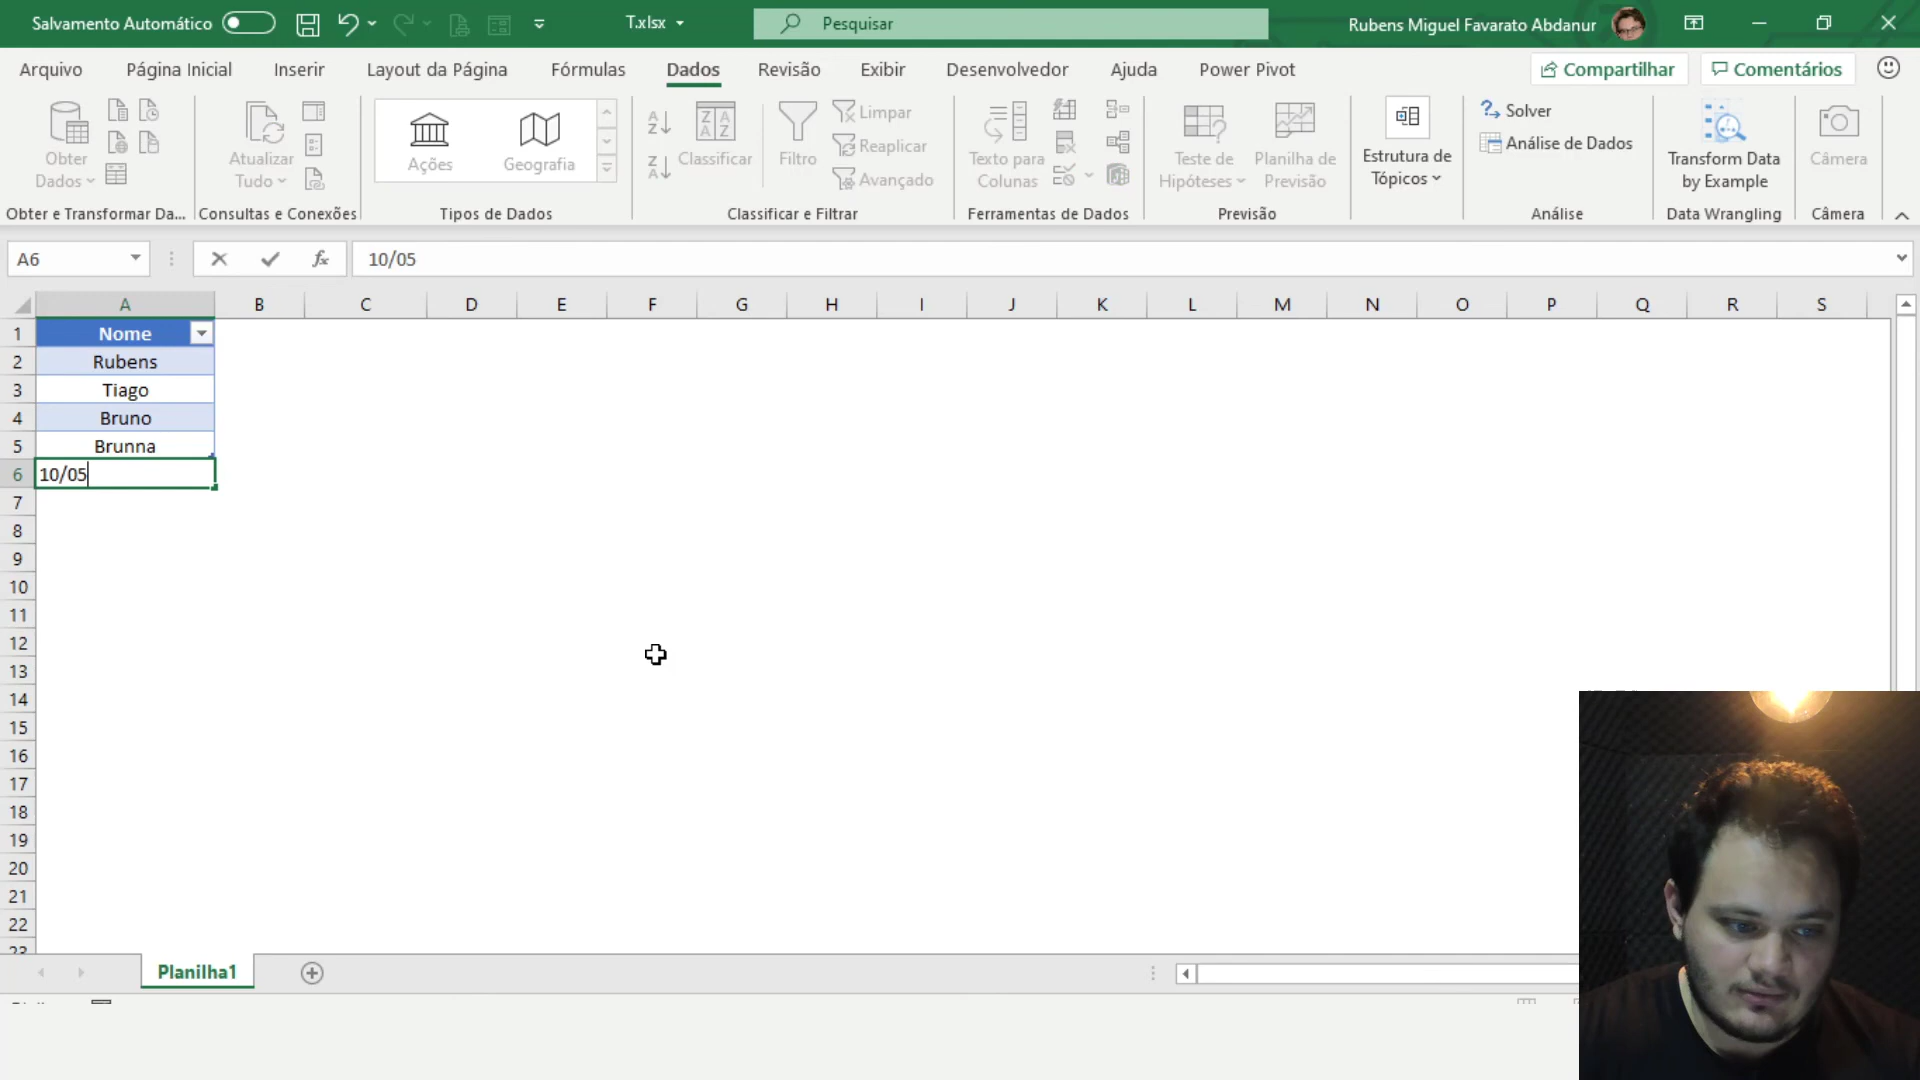 Salvamento Automático
T.xlsx
Pesquisar
Rubens Miguel Favarato Abdanur
Arquivo
Página Inicial
Inserir
Layout da Página
Fórmulas
Dados
Revisão
Exibir
Desenvolvedor
Ajuda
Power Pivot
Compartilhar
Comentários
Obter
Dados
Atualizar
Tudo
Ações
Geografia
Classificar
Filtro
Limpar
Reaplicar
Avançado
Texto para
Colunas
Teste de
Hipóteses
Planilha de
Previsão
Estrutura de
Tópicos
Solver
Análise de Dados
Transform Data
by Example
Câmera
Obter e Transformar Da...
Consultas e Conexões
Tipos de Dados
Classificar e Filtrar
Ferramentas de Dados
Previsão
Análise
Data Wrangling
Câmera
A6
fx
10/05
A B C D E F G H I J K L M N O P Q R S
1 Nome
2 Rubens
3 Tiago
4 Bruno
5 Brunna
6 10/05
7
8
9
10
11
12
13
14
15
16
17
18
19
20
21
22
23
Planilha1